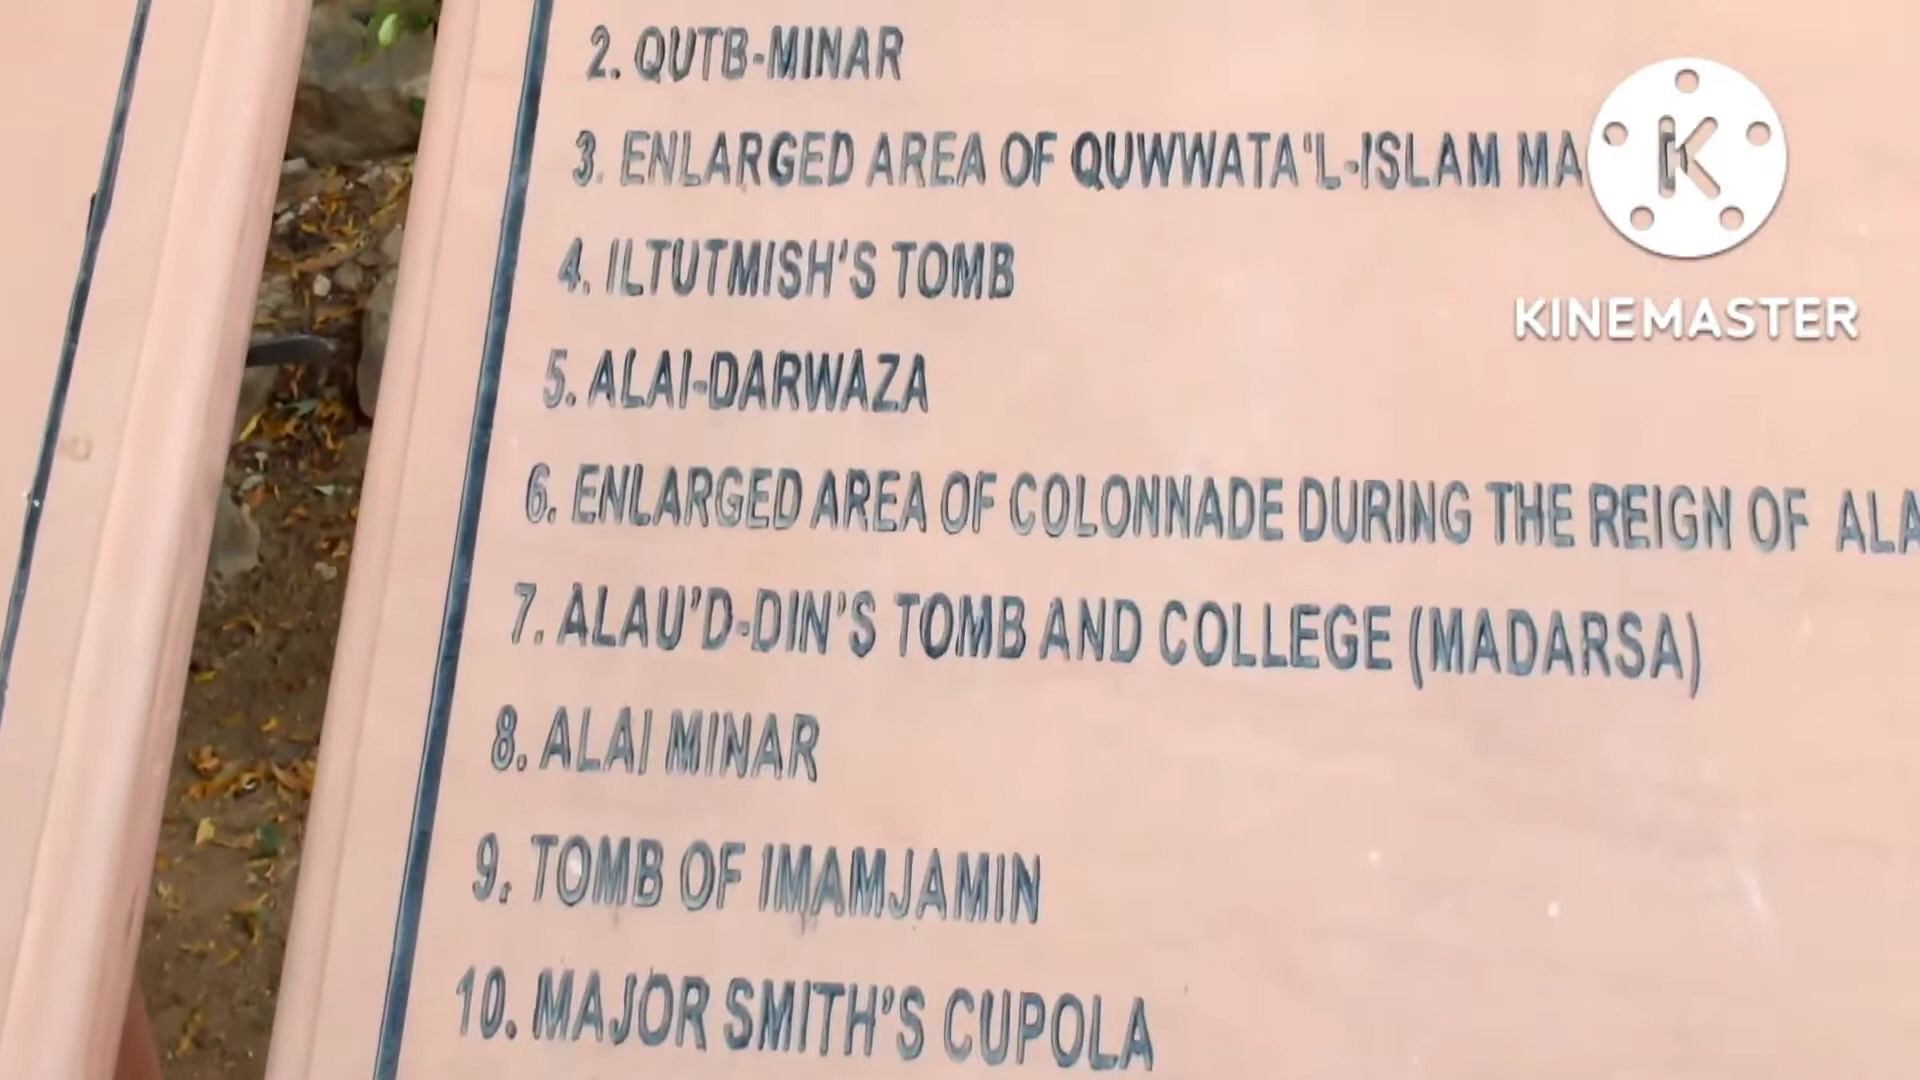 2. QUTB-MINAR
3. ENLARGED AREA OF QUWWATA'L-ISLAM MA
4. ILTUTMISH'S TOMB
5. ALAI-DARWAZA
6. ENLARGED AREA OF COLONNADE DURING THE REIGN OF ALA
7. ALAU'D-DIN'S TOMB AND COLLEGE (MADARSA)
8. ALAI MINAR
9. TOMB OF IMAMJAMIN
10. MAJOR SMITH'S CUPOLA
K
KINEMASTER